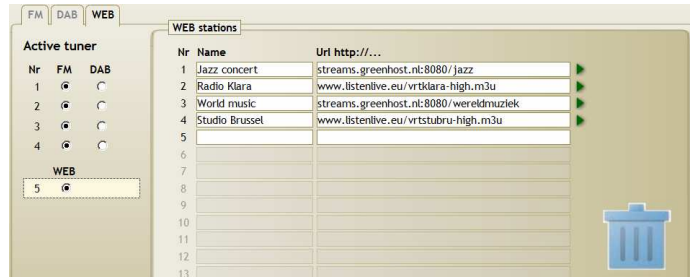 FM DAB WEB
WEB stations
Active tuner
Nr Name Url http://...
Nr FM DAB
1 Jazz concert streams.greenhost.nl:8080/jazz
1
2 Radio Klara www.listenlive.eu/vrtklara-high.m3u
2
3 World music streams.greenhost.nl:8080/wereldmuziek
3
4 Studio Brussel www.listenlive.eu/vrtstubru-high.m3u
4
5
6
WEB
7
5
8
9
10
11
12
13